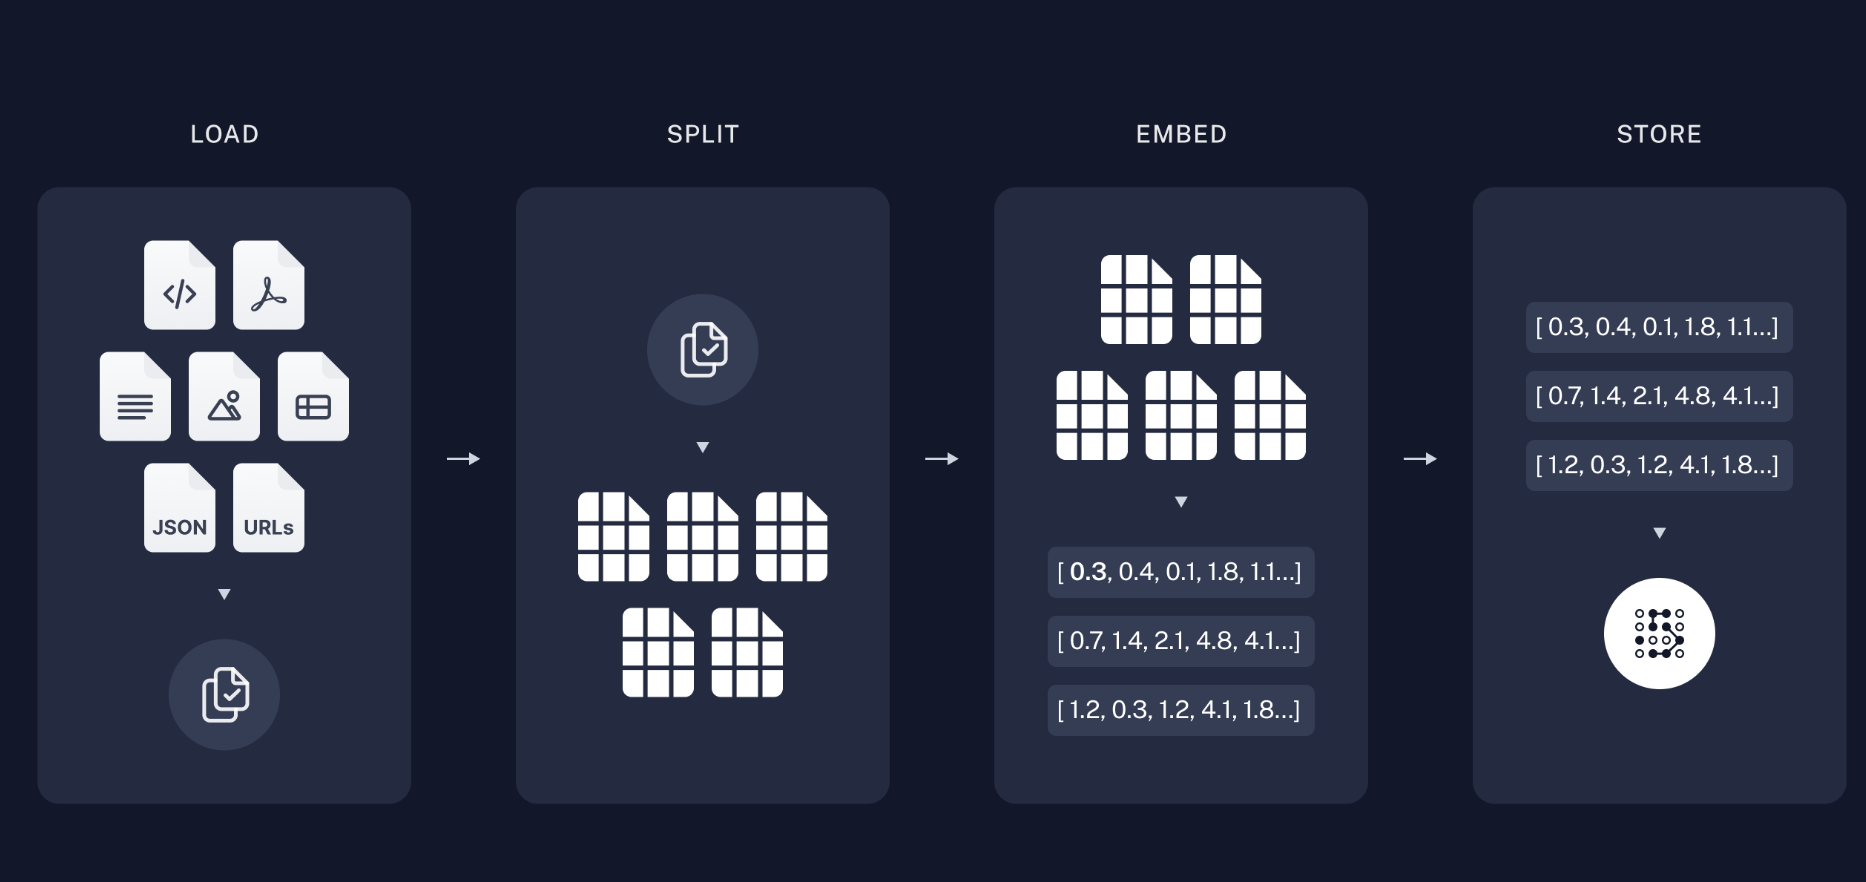 LOAD
SPLIT
EMBED
STORE
JSON
URLs
[ 0.3, 0.4, 0.1, 1.8, 1.1...]
[ 0.7, 1.4, 2.1, 4.8, 4.1...]
[ 1.2, 0.3, 1.2, 4.1, 1.8...]
[ 0.3, 0.4, 0.1, 1.8, 1.1...]
[ 0.7, 1.4, 2.1, 4.8, 4.1...]
[ 1.2, 0.3, 1.2, 4.1, 1.8...]